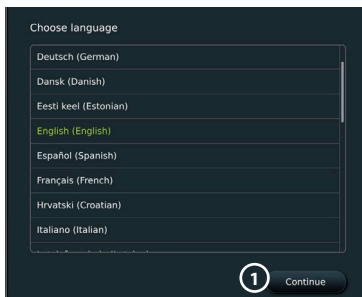 Choose language
Deutsch (German)
Dansk (Danish)
Eesti keel (Estonian)
English (English)
Español (Spanish)
Français (French)
Hrvatski (Croatian)
Italiano (Italian)
1 Continue